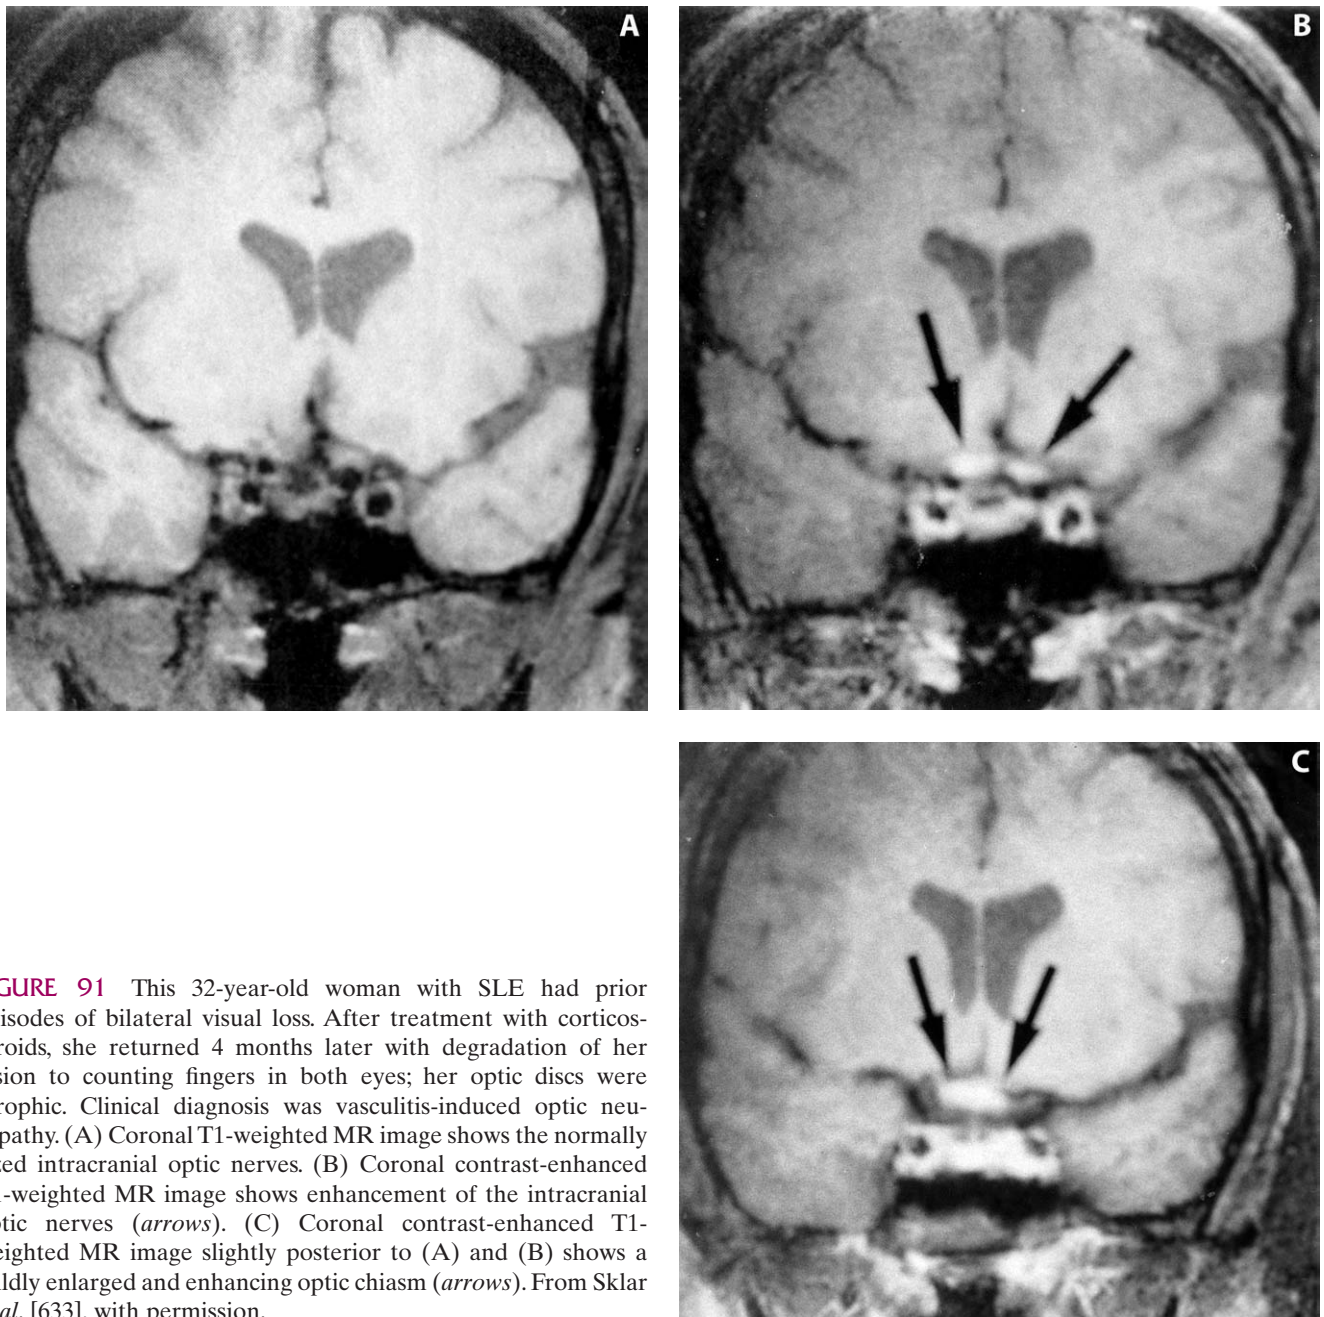 A
B
C
GURE 91 This 32-year-old woman with SLE had prior
isodes of bilateral visual loss. After treatment with corticos-
roids, she returned 4 months later with degradation of her
sion to counting fingers in both eyes; her optic discs were
rophic. Clinical diagnosis was vasculitis-induced optic neu-
pathy. (A) Coronal T1-weighted MR image shows the normally
zed intracranial optic nerves. (B) Coronal contrast-enhanced
-weighted MR image shows enhancement of the intracranial
tic nerves (arrows). (C) Coronal contrast-enhanced T1-
eighted MR image slightly posterior to (A) and (B) shows a
ildly enlarged and enhancing optic chiasm (arrows). From Sklar
al. [633], with permission.